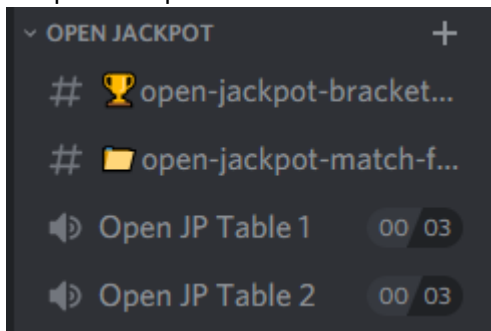 OPEN JACKPOT
open-jackpot-bracket...
open-jackpot-match-f...
Open JP Table 1 00 03
Open JP Table 2 00 03